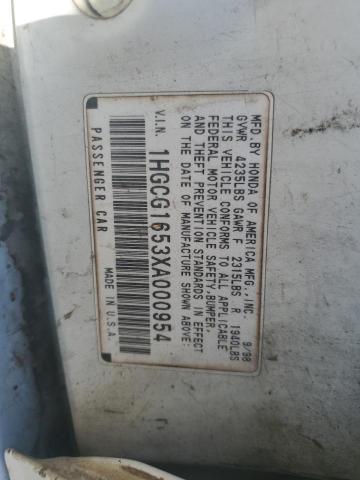 MFD. BY HONDA OF AMERICA MFG., INC. 9/98
GVWR 4235LBS GAWR F 2315LBS R 1940LBS
THIS VEHICLE CONFORMS TO ALL APPLICABLE
FEDERAL MOTOR VEHICLE SAFETY, BUMPER,
AND THEFT PREVENTION STANDARDS IN EFFECT
ON THE DATE OF MANUFACTURE SHOWN ABOVE:
V.I.N. 1HGCG1653XA000954
PASSENGER CAR MADE IN U.S.A.